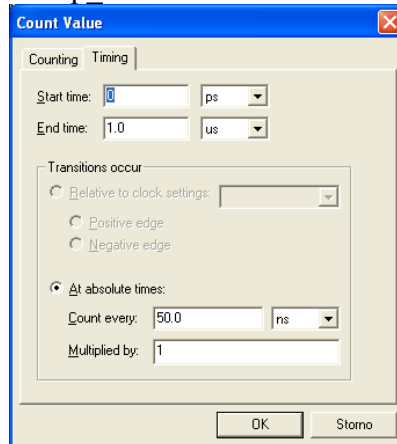 Count Value
Counting Timing
Start time: 0 ps
End time: 1.0 us
Transitions occur
Relative to clock settings:
Positive edge
Negative edge
At absolute times:
Count every: 50.0 ns
Multiplied by: 1
OK Storno